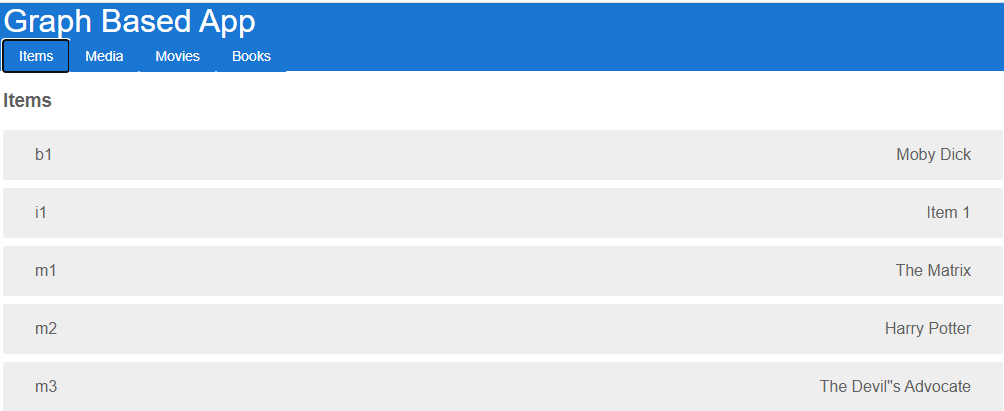 Graph Based App
Items Media Movies Books
Items
b1 Moby Dick
i1 Item 1
m1 The Matrix
m2 Harry Potter
m3 The Devil"s Advocate